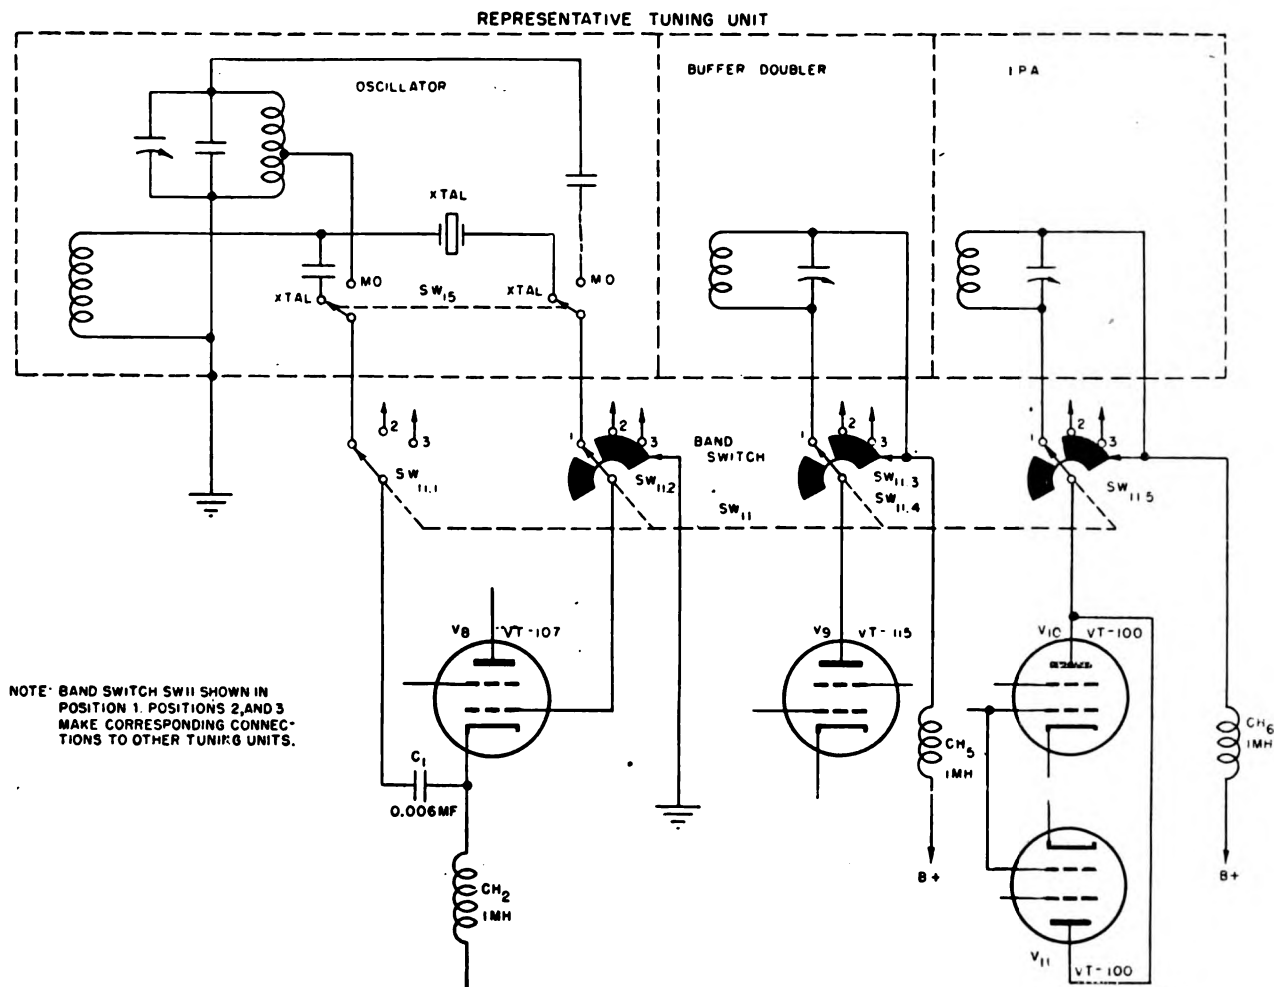 REPRESENTATIVE TUNING UNIT
OSCILLATOR
BUFFER DOUBLER
I PA
XTAL
MO
MO
XTAL
SW15
XTAL
2
3
1
2
3
BAND
SWITCH
1
2
3
1
2
3
SW11.1
SW11.2
SW11.3
SW11.4
SW11.5
SW11
V8 VT-107
V9 VT-115
V10 VT-100
NOTE: BAND SWITCH SW11 SHOWN IN
POSITION 1. POSITIONS 2, AND 3
MAKE CORRESPONDING CONNEC-
TIONS TO OTHER TUNING UNITS.
C1
0.006MF
CH5
1MH
CH6
1MH
B+
B+
CH2
1MH
V11
VT-100